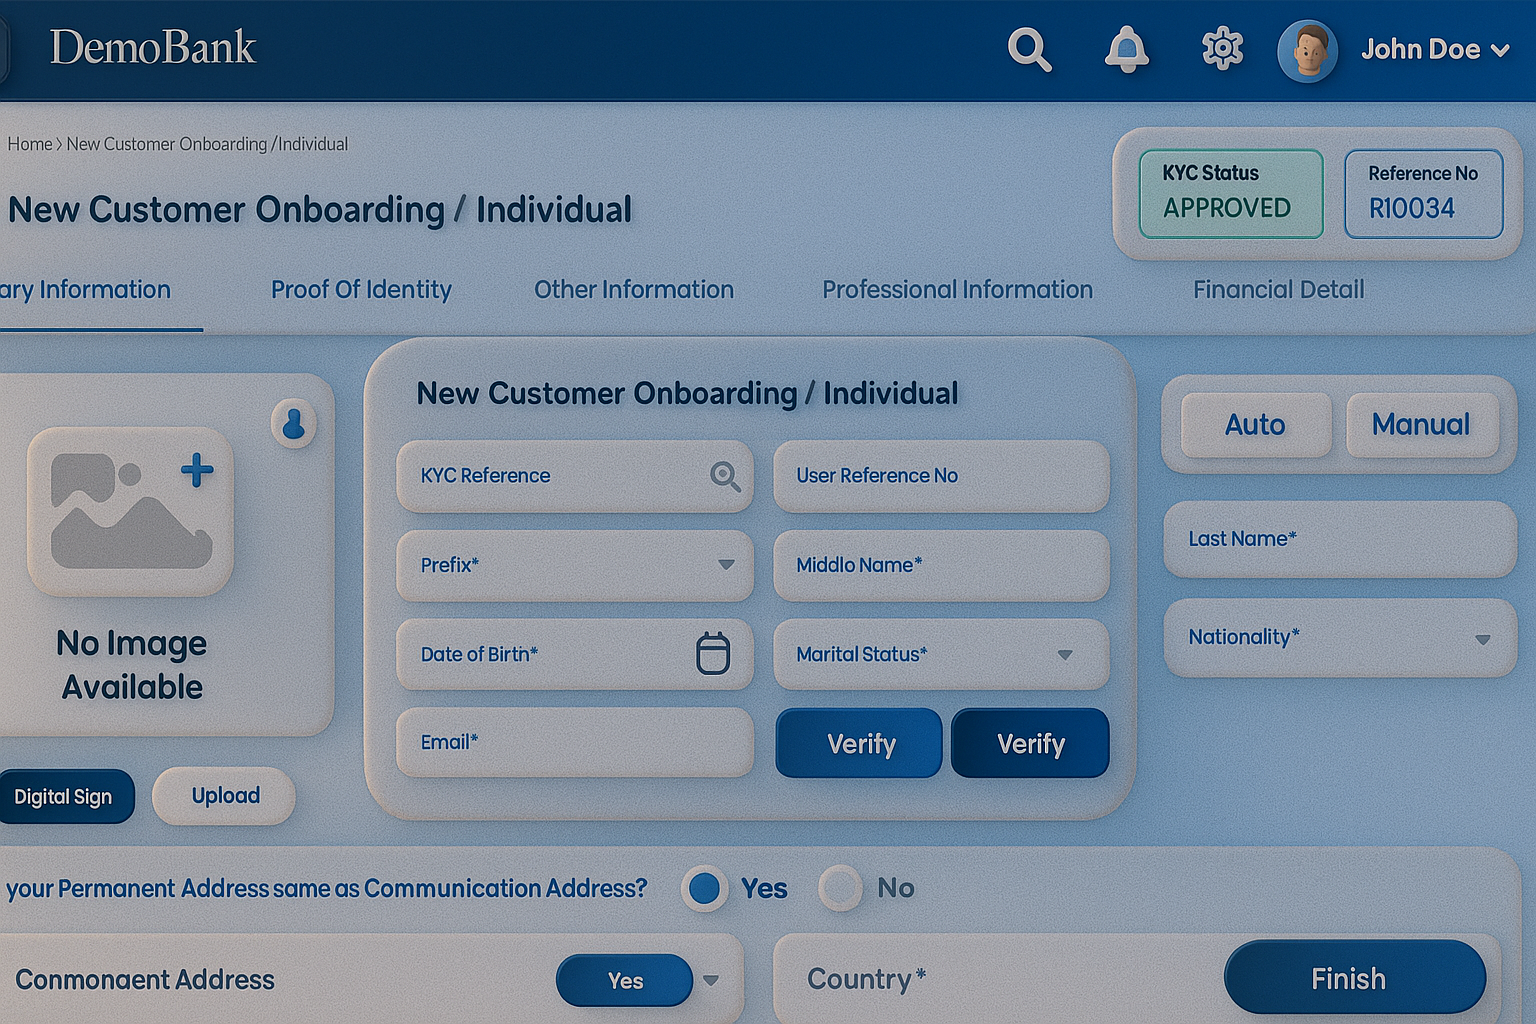 DemoBank
John Doe
Home > New Customer Onboarding /Individual
New Customer Onboarding / Individual
KYC Status
APPROVED
Reference No
R10034
ary Information
Proof Of Identity
Other Information
Professional Information
Financial Detail
No Image
Available
Digital Sign
Upload
New Customer Onboarding / Individual
KYC Reference
User Reference No
Prefix*
Middlo Name*
Date of Birth*
Marital Status*
Email*
Verify
Verify
Auto
Manual
Last Name*
Nationality*
your Permanent Address same as Communication Address?
Yes
No
Conmonaent Address
Yes
Country*
Finish